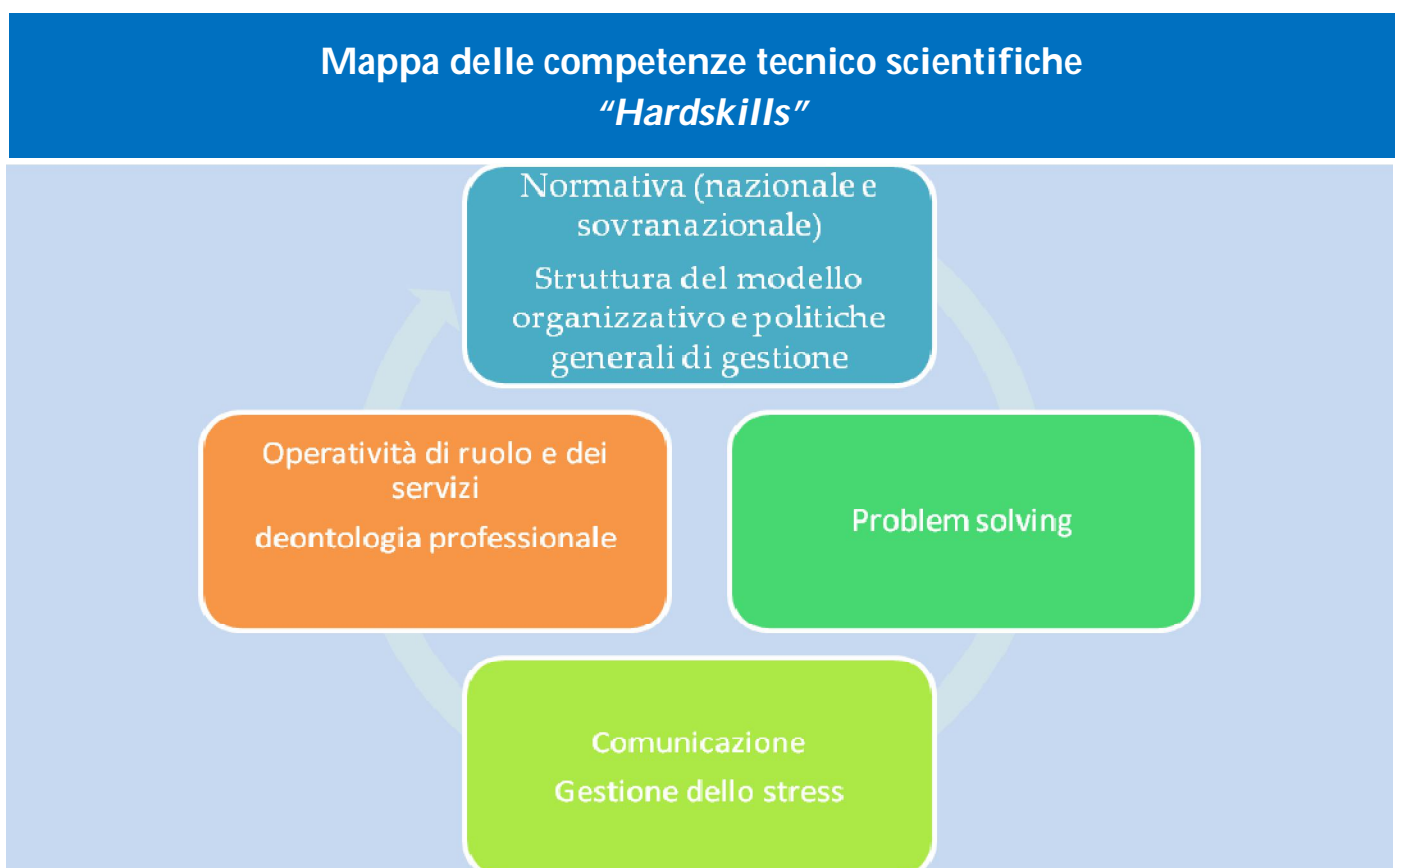 Mappa delle competenze tecnico scientifiche
“Hardskills”
Normativa (nazionale e
sovranazionale)
Struttura del modello
organizzativo e politiche
generali di gestione
Operatività di ruolo e dei
servizi
deontologia professionale
Problem solving
Comunicazione
Gestione dello stress